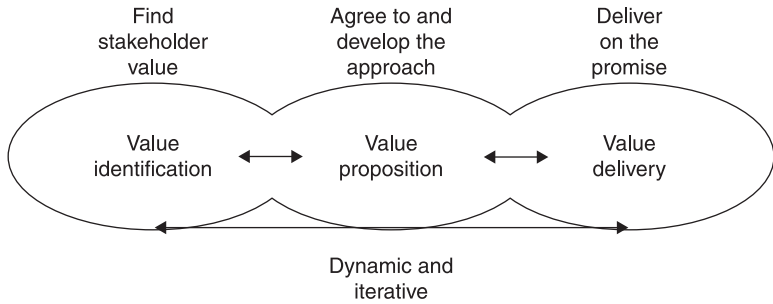 Find
stakeholder
value
Agree to and
develop the
approach
Deliver
on the
promise
Value
identification
Value
proposition
Value
delivery
Dynamic and
iterative